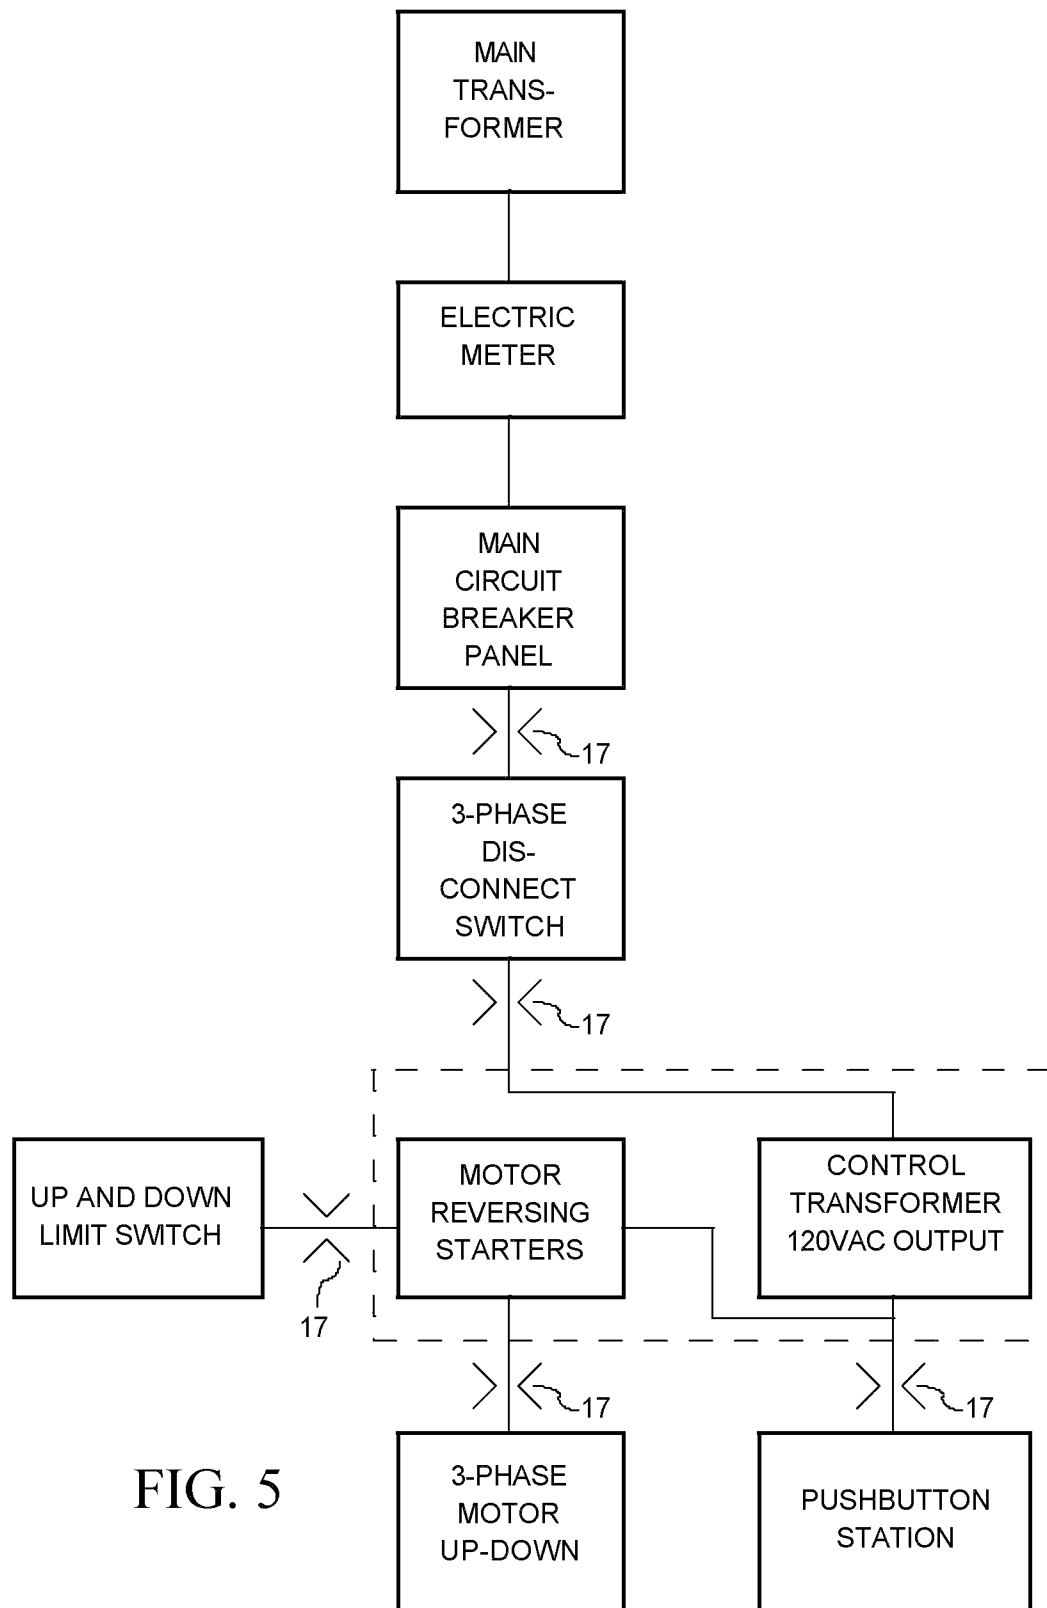 MAIN
TRANS-
FORMER
ELECTRIC
METER
MAIN
CIRCUIT
BREAKER
PANEL
17
3-PHASE
DIS-
CONNECT
SWITCH
17
UP AND DOWN
LIMIT SWITCH
17
MOTOR
REVERSING
STARTERS
CONTROL
TRANSFORMER
120VAC OUTPUT
17
17
3-PHASE
MOTOR
UP-DOWN
PUSHBUTTON
STATION
FIG. 5